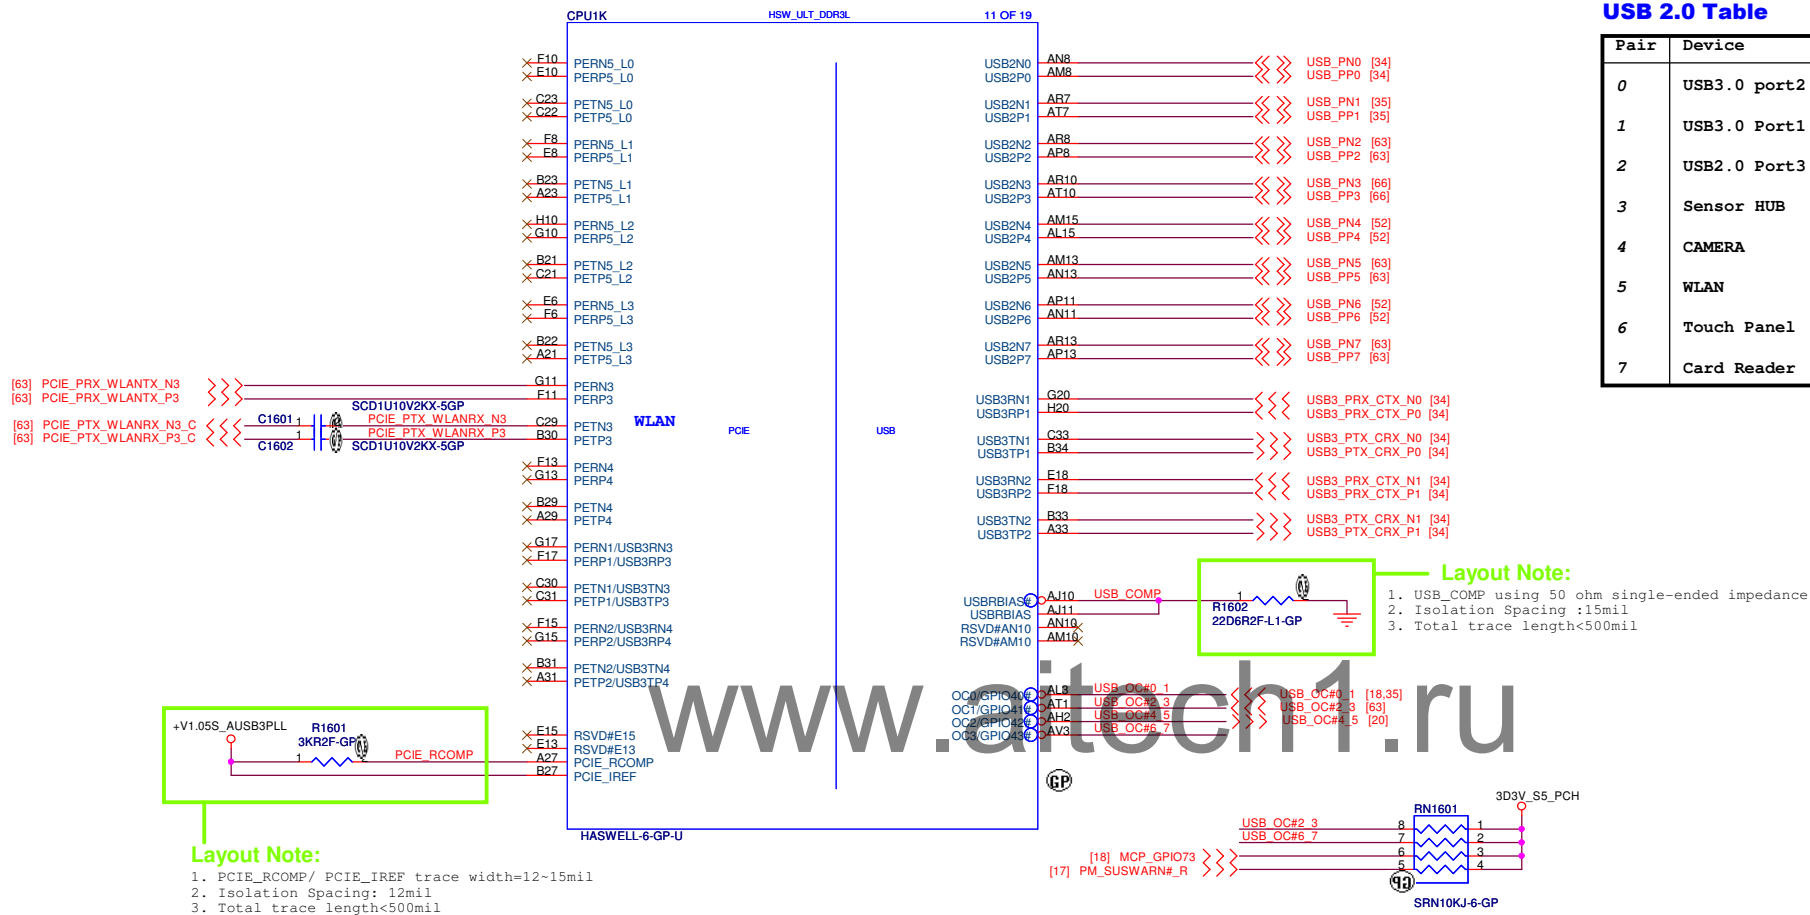 CPU1K
HSW_ULT_DDR3L
11 OF 19
USB 2.0 Table
Pair Device
0 USB3.0 port2
1 USB3.0 Port1
2 USB2.0 Port3
3 Sensor HUB
4 CAMERA
5 WLAN
6 Touch Panel
7 Card Reader
F10 PERN5_L0
E10 PERP5_L0
C23 PETN5_L0
C22 PETP5_L0
F8 PERN5_L1
E8 PERP5_L1
B23 PETN5_L1
A23 PETP5_L1
H10 PERN5_L2
G10 PERP5_L2
B21 PETN5_L2
C21 PETP5_L2
E6 PERN5_L3
F6 PERP5_L3
B22 PETN5_L3
A21 PETP5_L3
[63] PCIE_PRX_WLANTX_N3 G11 PERN3
[63] PCIE_PRX_WLANTX_P3 F11 PERP3
SCD1U10V2KX-5GP
[63] PCIE_PTX_WLANRX_N3_C C1601 1 PCIE_PTX_WLANRX_N3 C29 PETN3
[63] PCIE_PTX_WLANRX_P3_C 1 PCIE_PTX_WLANRX_P3 B30 PETP3
C1602 SCD1U10V2KX-5GP
WLAN
PCIE
USB
F13 PERN4
G13 PERP4
B29 PETN4
A29 PETP4
G17 PERN1/USB3RN3
F17 PERP1/USB3RP3
C30 PETN1/USB3TN3
C31 PETP1/USB3TP3
F15 PERN2/USB3RN4
G15 PERP2/USB3RP4
B31 PETN2/USB3TN4
A31 PETP2/USB3TP4
E15 RSVD#E15
E13 RSVD#E13
A27 PCIE_RCOMP
B27 PCIE_IREF
+V1.05S_AUSB3PLL
R1601
3KR2F-GP
1
PCIE_RCOMP
HASWELL-6-GP-U
Layout Note:
1. PCIE_RCOMP/ PCIE_IREF trace width=12~15mil
2. Isolation Spacing: 12mil
3. Total trace length<500mil
USB2N0 AN8 USB_PN0 [34]
USB2P0 AM8 USB_PP0 [34]
USB2N1 AR7 USB_PN1 [35]
USB2P1 AT7 USB_PP1 [35]
USB2N2 AR8 USB_PN2 [63]
USB2P2 AP8 USB_PP2 [63]
USB2N3 AR10 USB_PN3 [66]
USB2P3 AT10 USB_PP3 [66]
USB2N4 AM15 USB_PN4 [52]
USB2P4 AL15 USB_PP4 [52]
USB2N5 AM13 USB_PN5 [63]
USB2P5 AN13 USB_PP5 [63]
USB2N6 AP11 USB_PN6 [52]
USB2P6 AN11 USB_PP6 [52]
USB2N7 AR13 USB_PN7 [63]
USB2P7 AP13 USB_PP7 [63]
USB3RN1 G20 USB3_PRX_CTX_N0 [34]
USB3RP1 H20 USB3_PRX_CTX_P0 [34]
USB3TN1 C33 USB3_PTX_CRX_N0 [34]
USB3TP1 B34 USB3_PTX_CRX_P0 [34]
USB3RN2 E18 USB3_PRX_CTX_N1 [34]
USB3RP2 F18 USB3_PRX_CTX_P1 [34]
USB3TN2 B33 USB3_PTX_CRX_N1 [34]
USB3TP2 A33 USB3_PTX_CRX_P1 [34]
USBRBIAS# AJ10 USB_COMP
USBRBIAS AJ11
RSVD#AN10 AN10
RSVD#AM10 AM10
1
R1602
22D6R2F-L1-GP
Layout Note:
1. USB_COMP using 50 ohm single-ended impedance
2. Isolation Spacing :15mil
3. Total trace length<500mil
OC0/GPIO40# AL3 USB_OC#0_1 USB_OC#0_1 [18,35]
OC1/GPIO41# AT1 USB_OC#2_3 USB_OC#2_3 [63]
OC2/GPIO42# AH2 USB_OC#4_5 USB_OC#4_5 [20]
OC3/GPIO43# AV3 USB_OC#6_7
www.aitech1.ru
GP
3D3V_S5_PCH
RN1601
USB_OC#2_3 8 1
USB_OC#6_7 7 2
[18] MCP_GPIO73 6 3
[17] PM_SUSWARN#_R 5 4
GP
SRN10KJ-6-GP